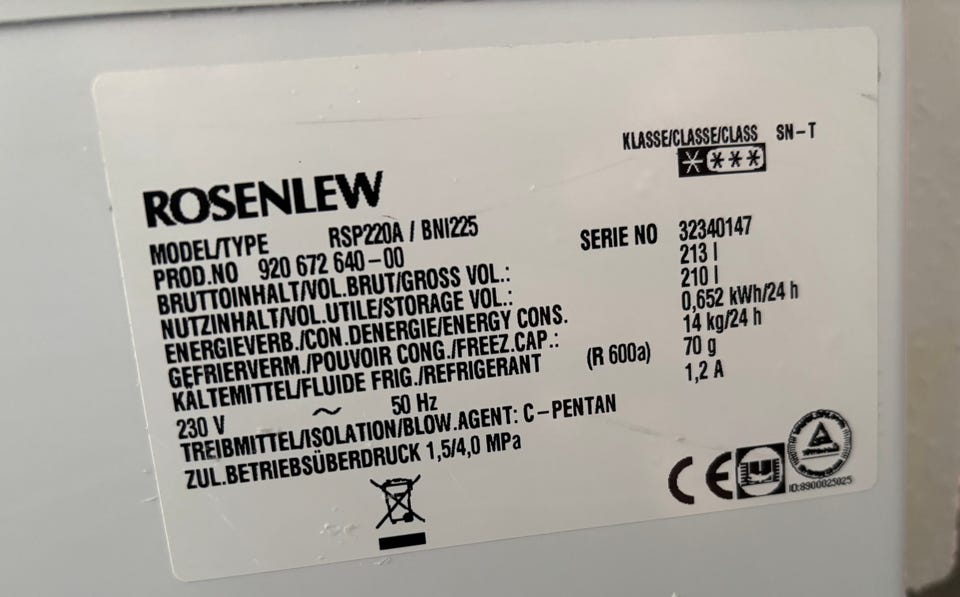 KLASSE/CLASSE/CLASS SN-T
ROSENLEW
MODEL/TYPE RSP220A / BNI225
PROD.NO 920 672 640-00 SERIE NO 32340147
BRUTTOINHALT/VOL.BRUT/GROSS VOL.: 213 l
NUTZINHALT/VOL.UTILE/STORAGE VOL.: 210 l
ENERGIEVERB./CON.DENERGIE/ENERGY CONS. 0,652 kWh/24 h
GEFRIERVERM./POUVOIR CONG./FREEZ.CAP.: 14 kg/24 h
KÄLTEMITTEL/FLUIDE FRIG./REFRIGERANT (R 600a) 70 g
230 V ~ 50 Hz 1,2 A
TREIBMITTEL/ISOLATION/BLOW.AGENT: C-PENTAN
ZUL.BETRIEBSÜBERDRUCK 1,5/4,0 MPa
CE
ID:8900025025